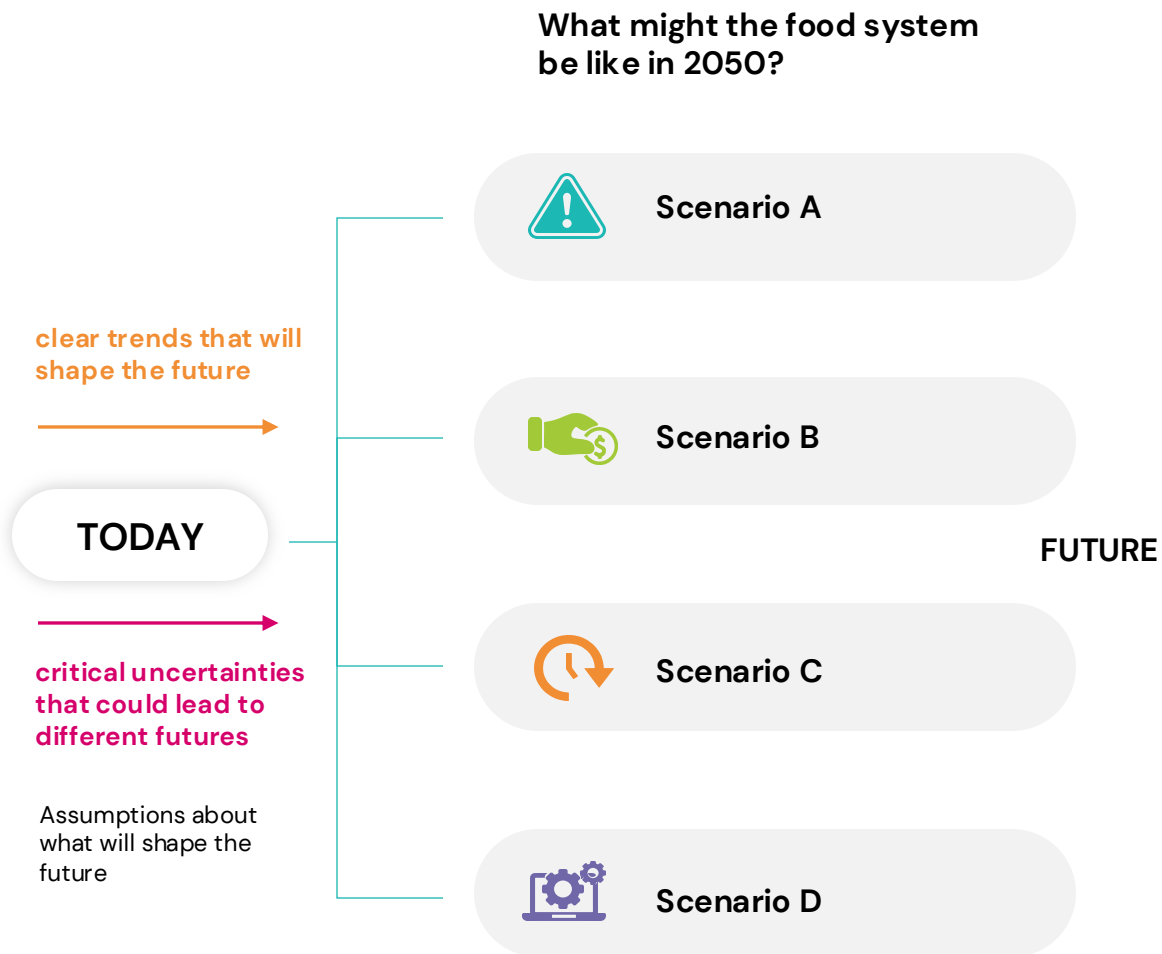 What might the food system
be like in 2050?
Scenario A
clear trends that will
shape the future
Scenario B
TODAY
FUTURE
critical uncertainties
that could lead to
different futures
Scenario C
Assumptions about
what will shape the
future
Scenario D